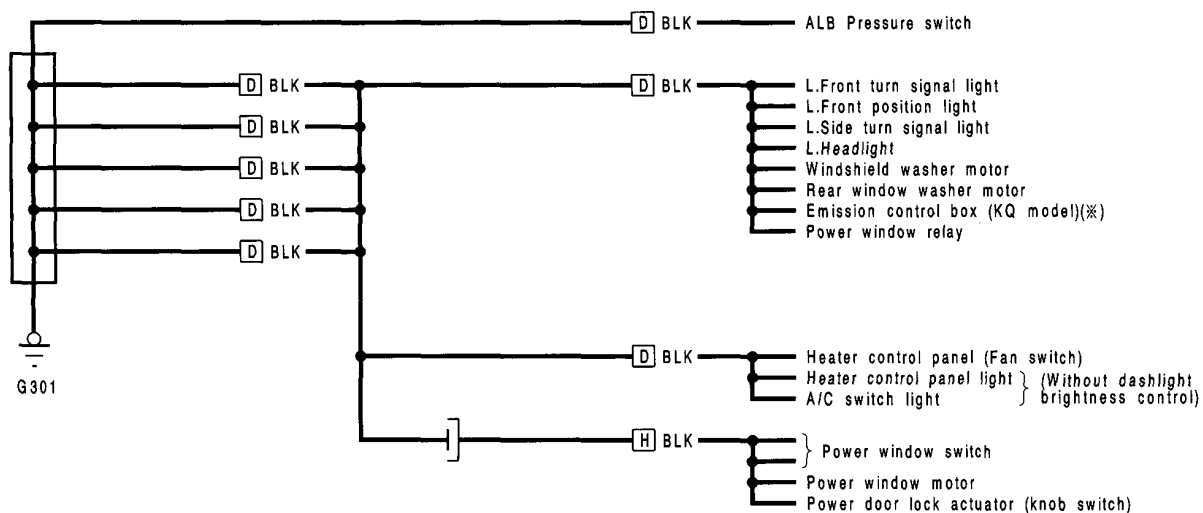 D BLK ALB Pressure switch
D BLK D BLK L.Front turn signal light
L.Front position light
D BLK L.Side turn signal light
L.Headlight
D BLK Windshield washer motor
Rear window washer motor
D BLK Emission control box (KQ model)(※)
Power window relay
D BLK
G301
D BLK Heater control panel (Fan switch)
Heater control panel light (Without dashlight
A/C switch light brightness control)
H BLK Power window switch
Power window motor
Power door lock actuator (knob switch)